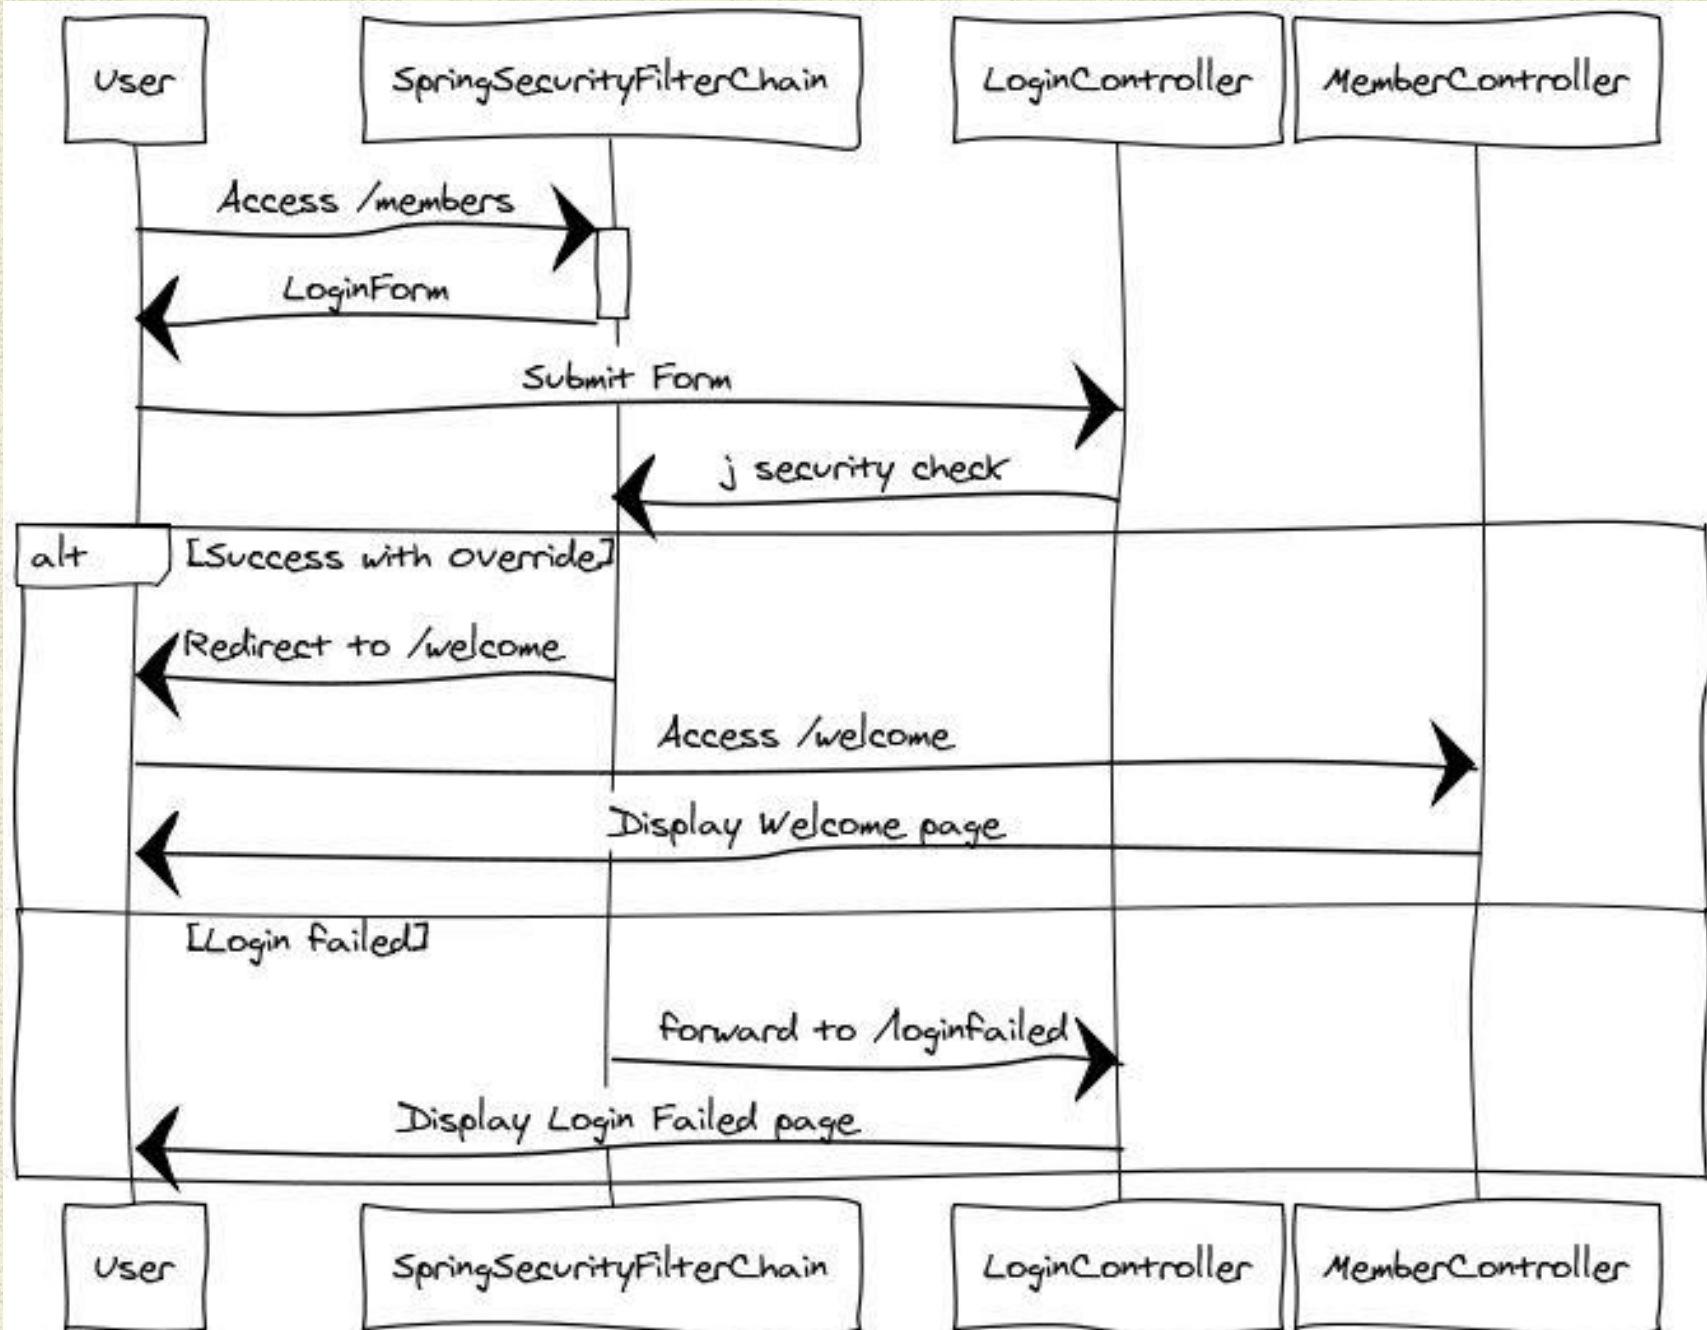 User
SpringSecurityFilterChain
LoginController
MemberController
Access /members
LoginForm
Submit Form
j security check
alt
[Success with override]
Redirect to /welcome
Access /welcome
Display Welcome page
[Login failed]
forward to /loginfailed
Display Login Failed page
User
SpringSecurityFilterChain
LoginController
MemberController